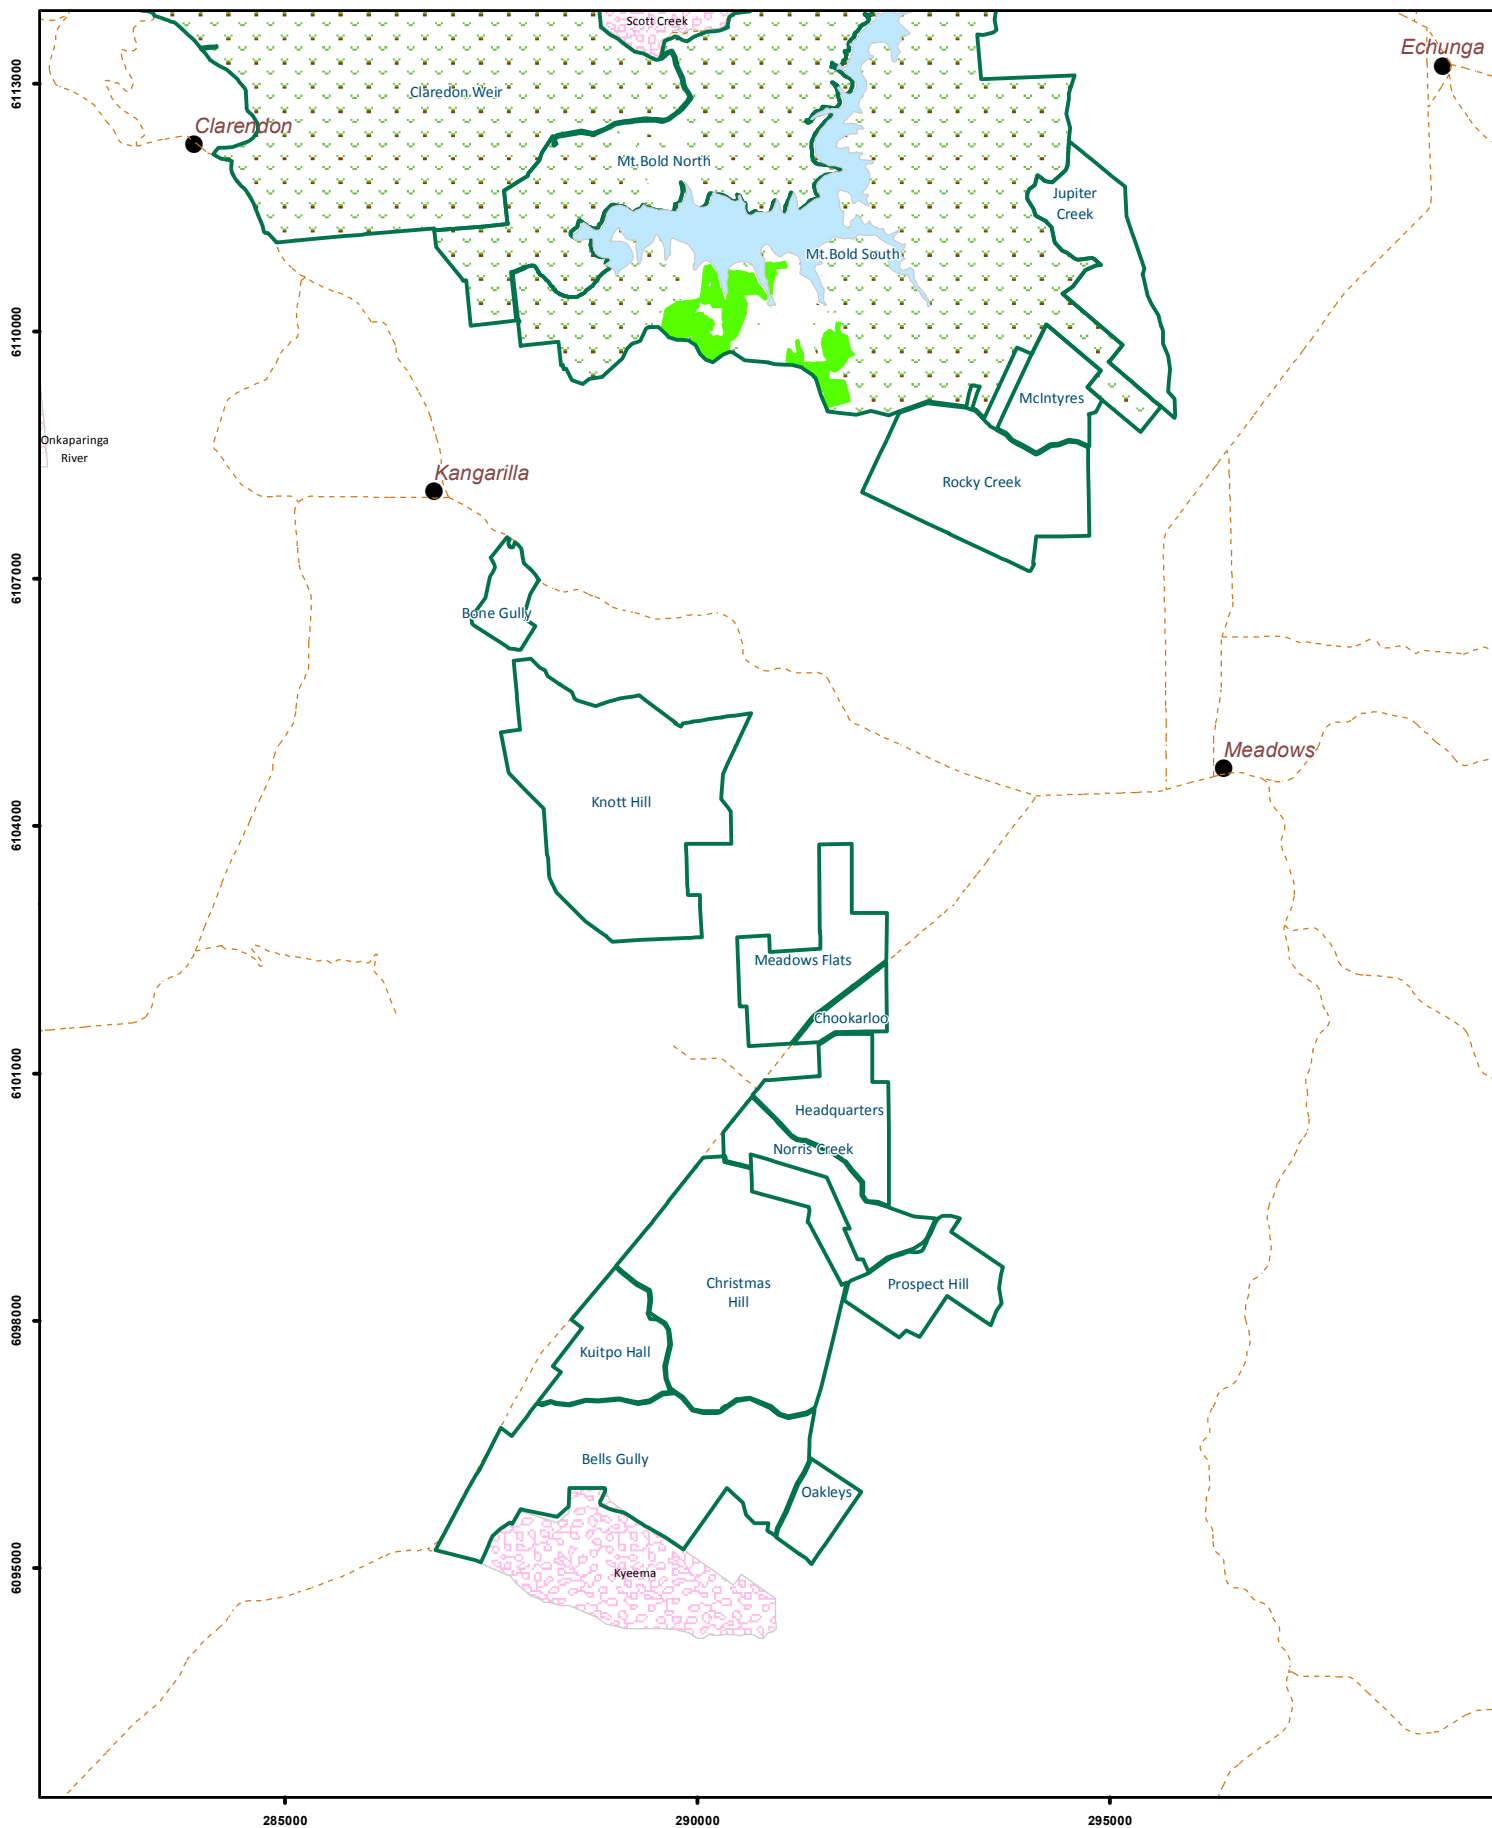 Scott Creek
Echunga
6113000
Claredon Weir
Clarendon
Mt.Bold North
Jupiter
Creek
Mt.Bold South
6110000
McIntyres
Onkaparinga
River
Kangarilla
Rocky Creek
6107000
Bone Gully
Meadows
Knott Hill
6104000
Meadows Flats
Chookarloo
6101000
Headquarters
Norris Creek
Christmas
Hill
Prospect Hill
6098000
Kuitpo Hall
Bells Gully
Oakleys
6095000
Kyeema
285000
290000
295000